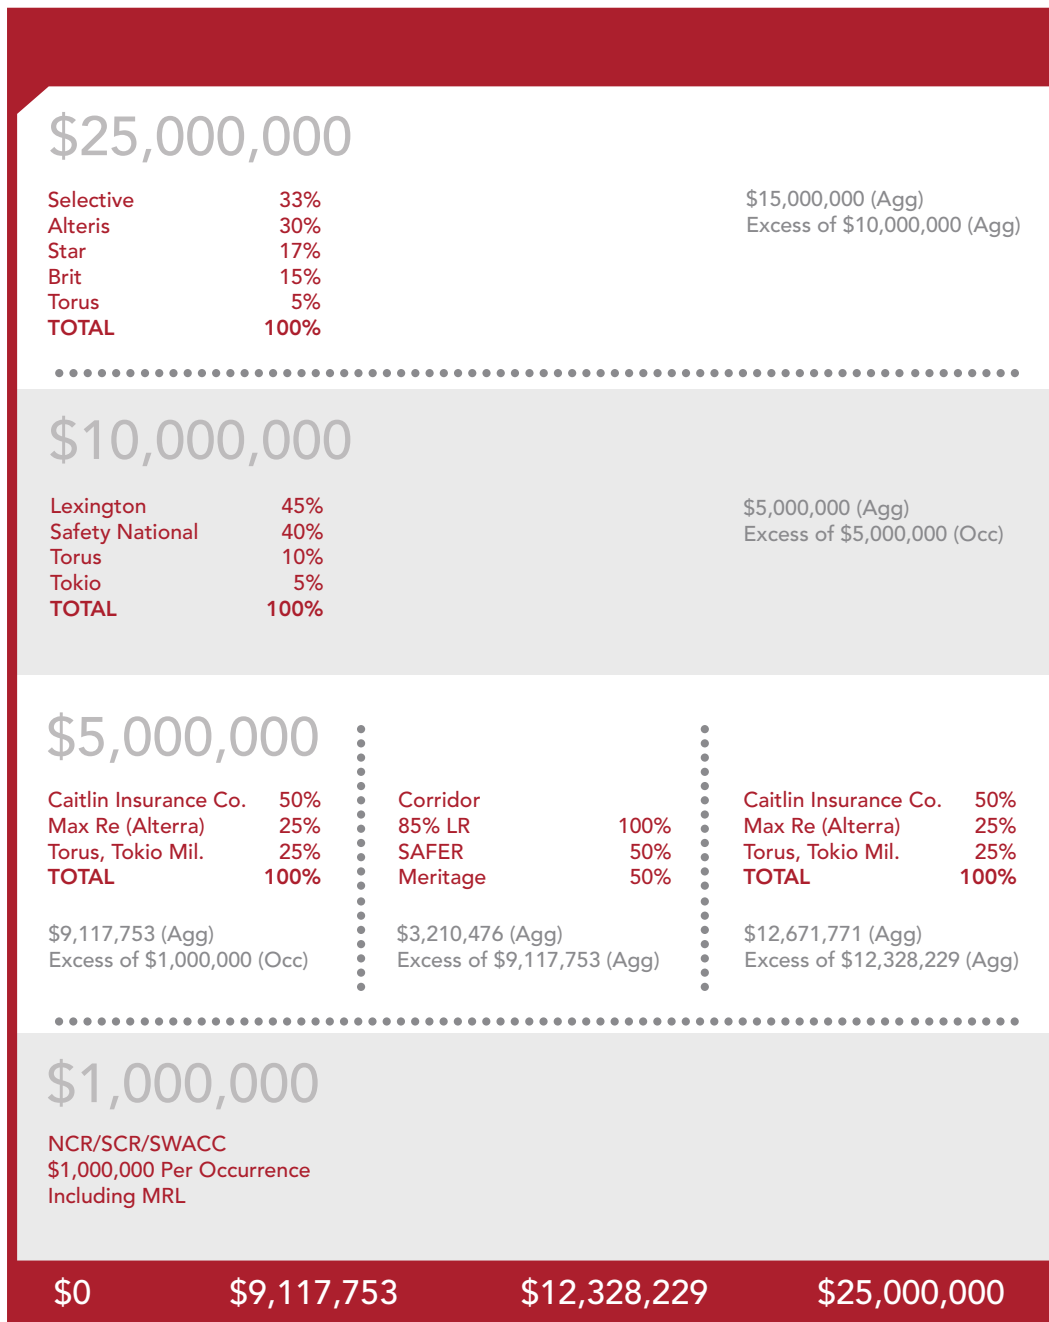 $25,000,000
Selective 33%
Alteris 30%
Star 17%
Brit 15%
Torus 5%
TOTAL 100%
$15,000,000 (Agg)
Excess of $10,000,000 (Agg)
$10,000,000
Lexington 45%
Safety National 40%
Torus 10%
Tokio 5%
TOTAL 100%
$5,000,000 (Agg)
Excess of $5,000,000 (Occ)
$5,000,000
Caitlin Insurance Co. 50%
Max Re (Alterra) 25%
Torus, Tokio Mil. 25%
TOTAL 100%
$9,117,753 (Agg)
Excess of $1,000,000 (Occ)
Corridor
85% LR 100%
SAFER 50%
Meritage 50%
$3,210,476 (Agg)
Excess of $9,117,753 (Agg)
Caitlin Insurance Co. 50%
Max Re (Alterra) 25%
Torus, Tokio Mil. 25%
TOTAL 100%
$12,671,771 (Agg)
Excess of $12,328,229 (Agg)
$1,000,000
NCR/SCR/SWACC
$1,000,000 Per Occurrence
Including MRL
$0 $9,117,753 $12,328,229 $25,000,000